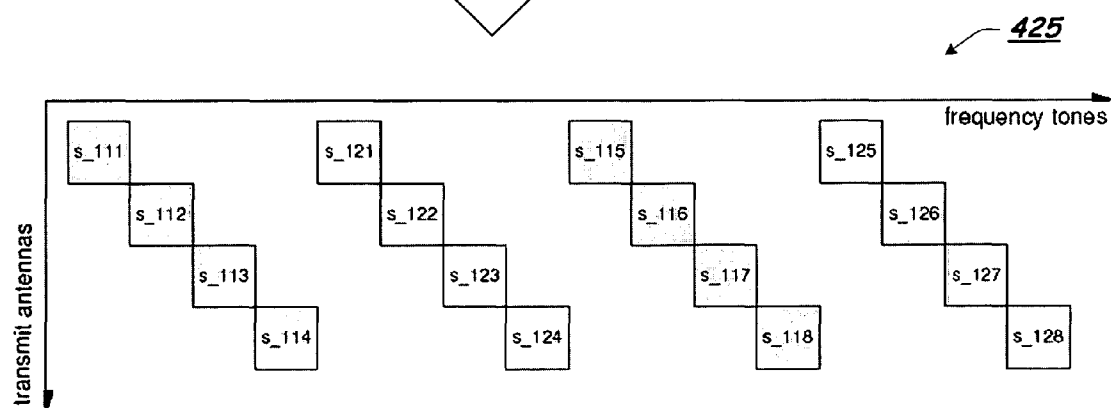 425
frequency tones
s_111 s_121 s_115 s_125
s_112 s_122 s_116 s_126
s_113 s_123 s_117 s_127
s_114 s_124 s_118 s_128
transmit antennas